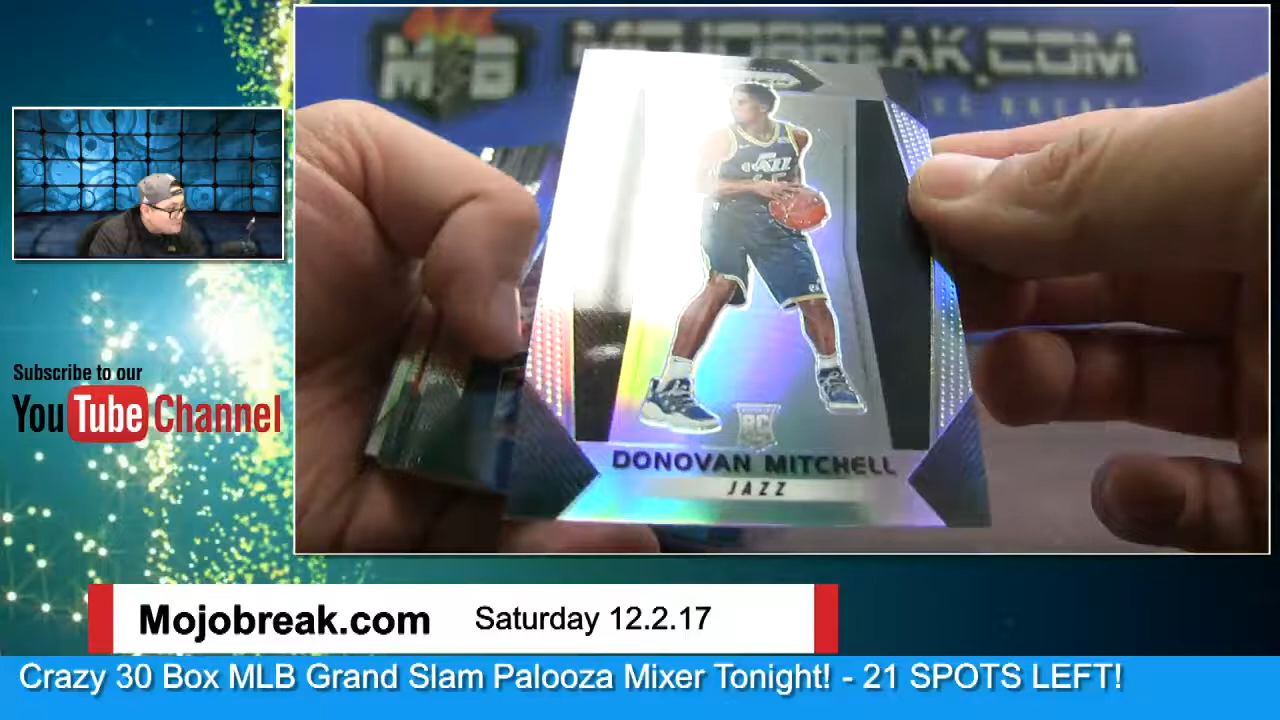 M B
MOJOBREAK.COM
JAZZ
RC
DONOVAN MITCHELL
JAZZ
Subscribe to our
YouTube Channel
Mojobreak.com Saturday 12.2.17
Crazy 30 Box MLB Grand Slam Palooza Mixer Tonight! - 21 SPOTS LEFT!